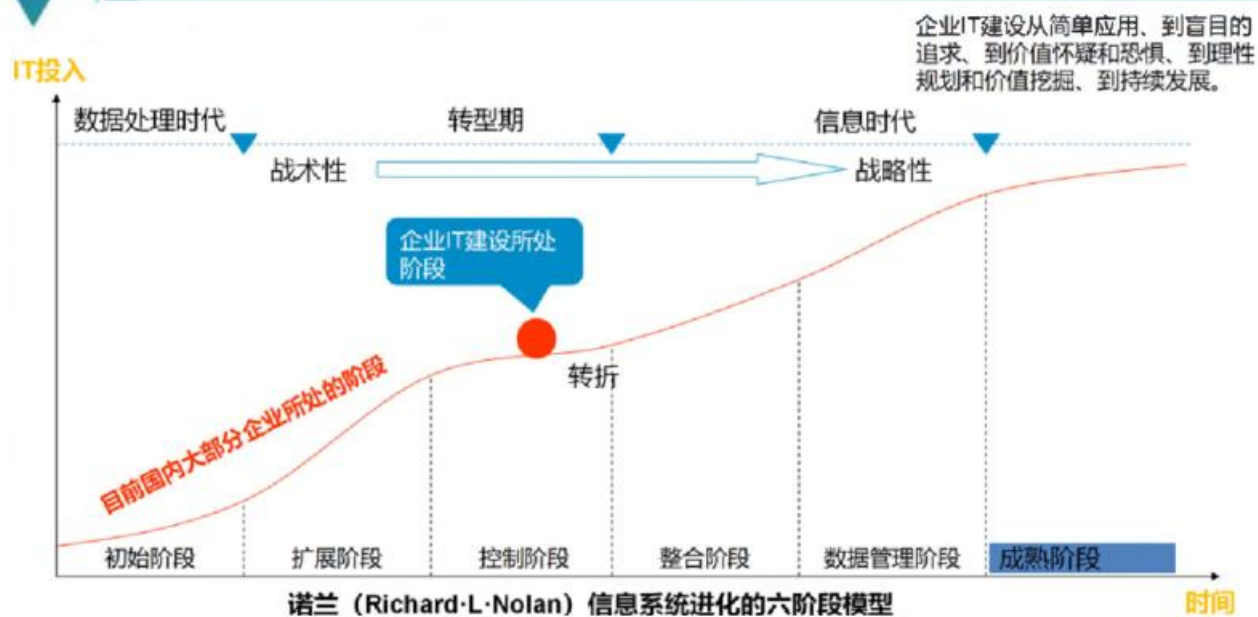 企业IT建设从简单应用、到盲目的
追求、到价值怀疑和恐惧、到理性
规划和价值挖掘、到持续发展。
IT投入
数据处理时代
转型期
信息时代
战术性
战略性
企业IT建设所处
阶段
转折
目前国内大部分企业所处的阶段
初始阶段
扩展阶段
控制阶段
整合阶段
数据管理阶段
成熟阶段
诺兰（Richard·L·Nolan）信息系统进化的六阶段模型
时间